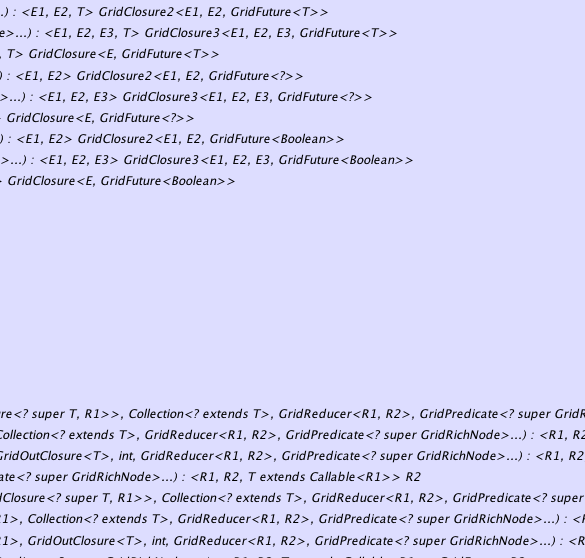 ..) : <E1, E2, T> GridClosure2<E1, E2, GridFuture<T>>
e>...) : <E1, E2, E3, T> GridClosure3<E1, E2, E3, GridFuture<T>>
, T> GridClosure<E, GridFuture<T>>
) : <E1, E2> GridClosure2<E1, E2, GridFuture<?>>
>...) : <E1, E2, E3> GridClosure3<E1, E2, E3, GridFuture<?>>
> GridClosure<E, GridFuture<?>>
) : <E1, E2> GridClosure2<E1, E2, GridFuture<Boolean>>
>...) : <E1, E2, E3> GridClosure3<E1, E2, E3, GridFuture<Boolean>>
> GridClosure<E, GridFuture<Boolean>>
re<? super T, R1>>, Collection<? extends T>, GridReducer<R1, R2>, GridPredicate<? super GridR
Collection<? extends T>, GridReducer<R1, R2>, GridPredicate<? super GridRichNode>...) : <R1, R2
GridOutClosure<T>, int, GridReducer<R1, R2>, GridPredicate<? super GridRichNode>...) : <R1, R2
ate<? super GridRichNode>...) : <R1, R2, T extends Callable<R1>> R2
dClosure<? super T, R1>>, Collection<? extends T>, GridReducer<R1, R2>, GridPredicate<? super
R1>, Collection<? extends T>, GridReducer<R1, R2>, GridPredicate<? super GridRichNode>...) : <R
R1>, GridOutClosure<T>, int, GridReducer<R1, R2>, GridPredicate<? super GridRichNode>...) : <R